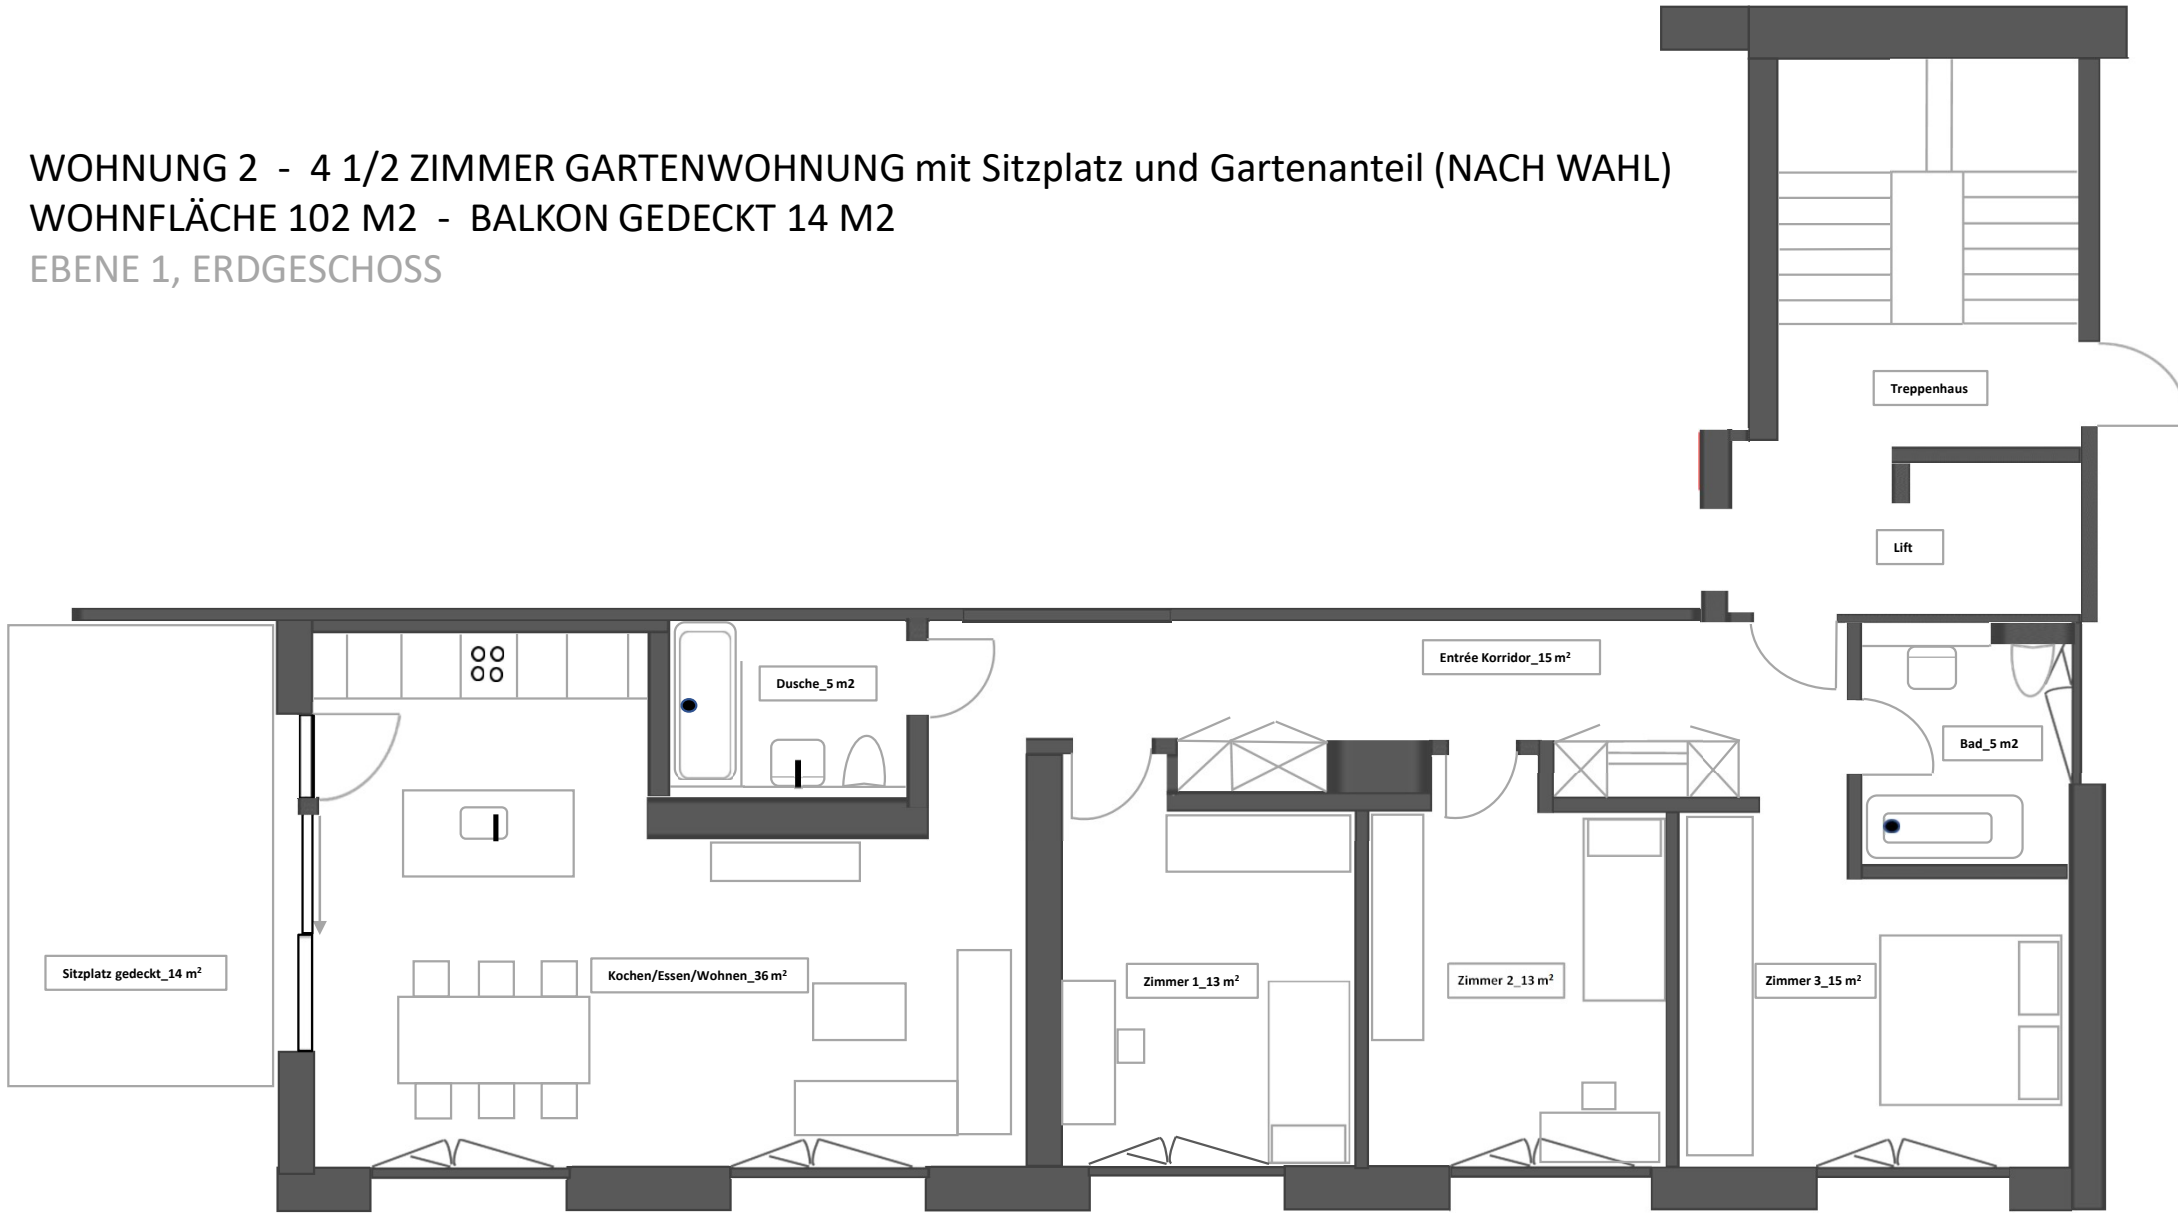 WOHNUNG 2 - 4 1/2 ZIMMER GARTENWOHNUNG mit Sitzplatz und Gartenanteil (NACH WAHL)
WOHNFLÄCHE 102 M2 - BALKON GEDECKT 14 M2
EBENE 1, ERDGESCHOSS
Treppenhaus
Lift
Entrée Korridor_15 m²
Dusche_5 m2
Bad_5 m2
Sitzplatz gedeckt_14 m²
Kochen/Essen/Wohnen_36 m²
Zimmer 1_13 m²
Zimmer 2_13 m²
Zimmer 3_15 m²